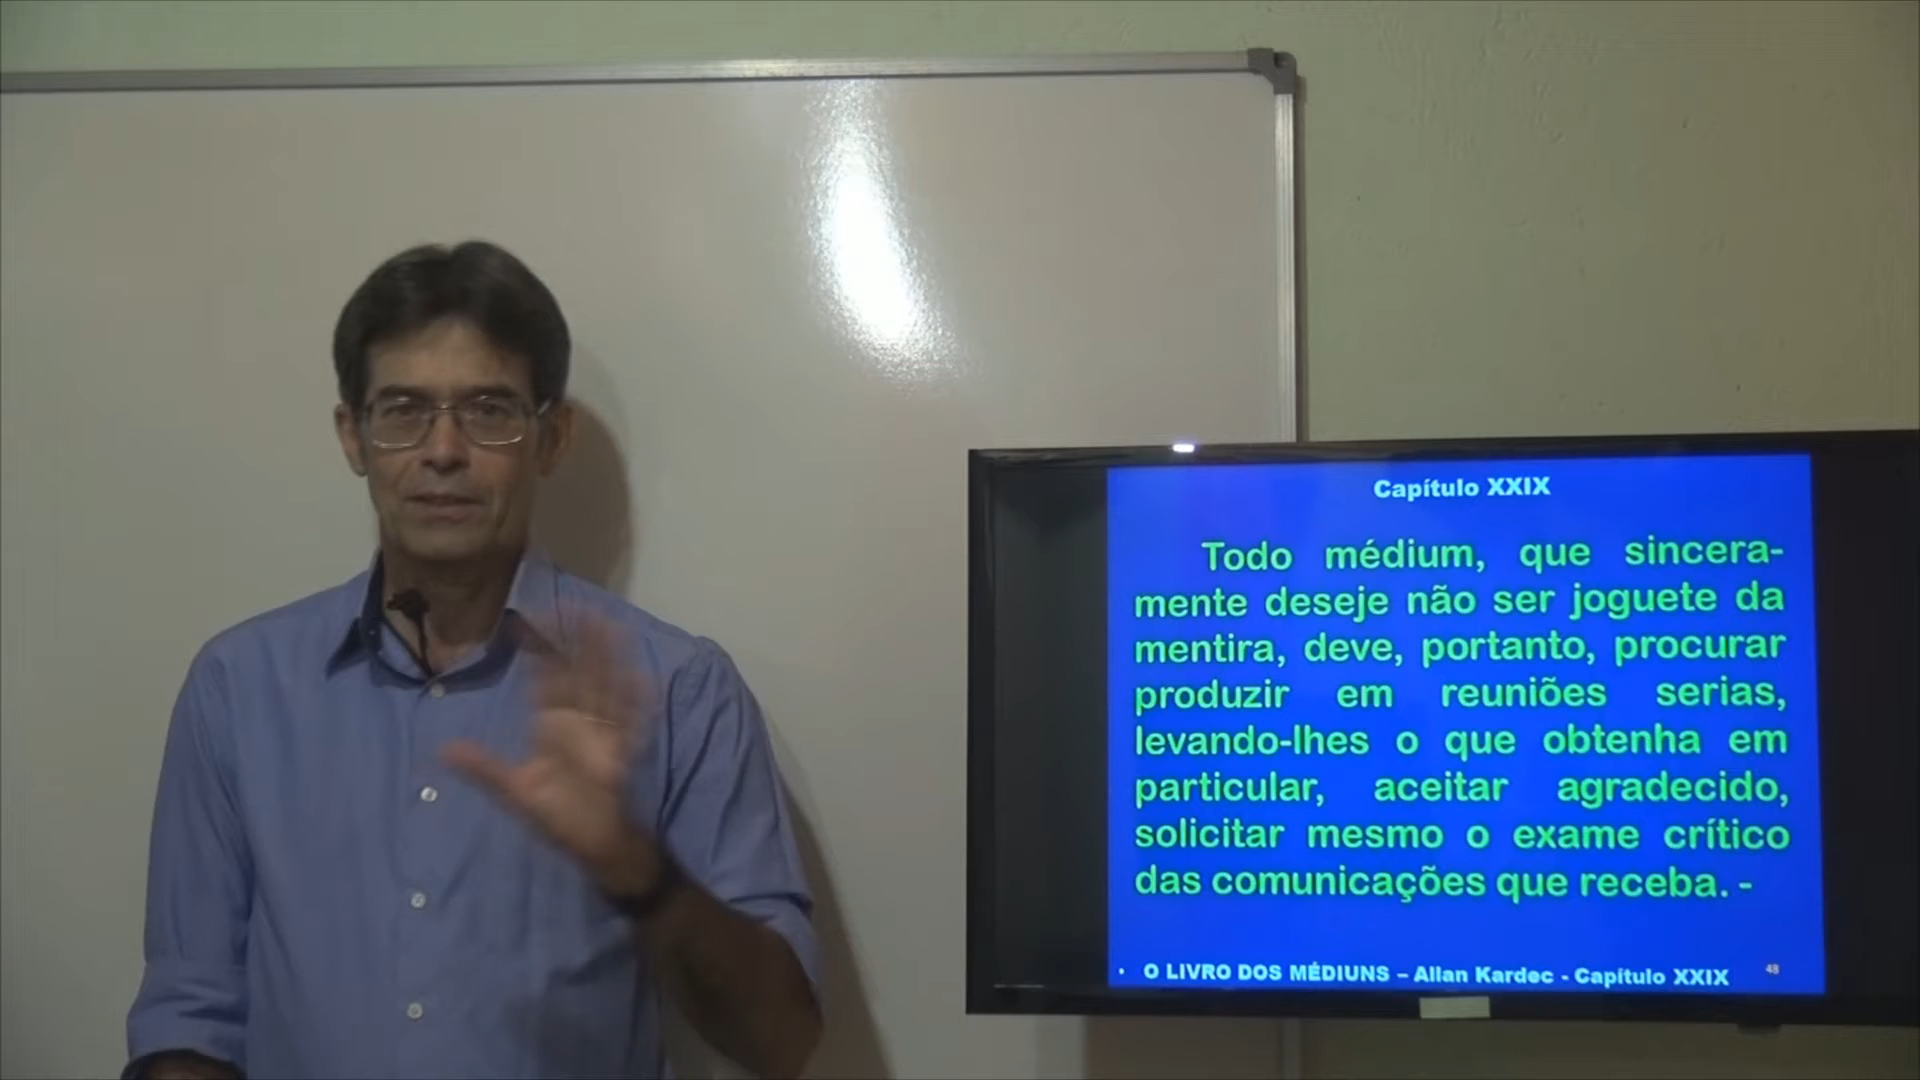 Capítulo XXIX
Todo médium, que sincera-
mente deseje não ser joguete da
mentira, deve, portanto, procurar
produzir em reuniões serias,
levando-lhes o que obtenha em
particular, aceitar agradecido,
solicitar mesmo o exame crítico
das comunicações que receba. -
• O LIVRO DOS MÉDIUNS – Allan Kardec - Capítulo XXIX 48